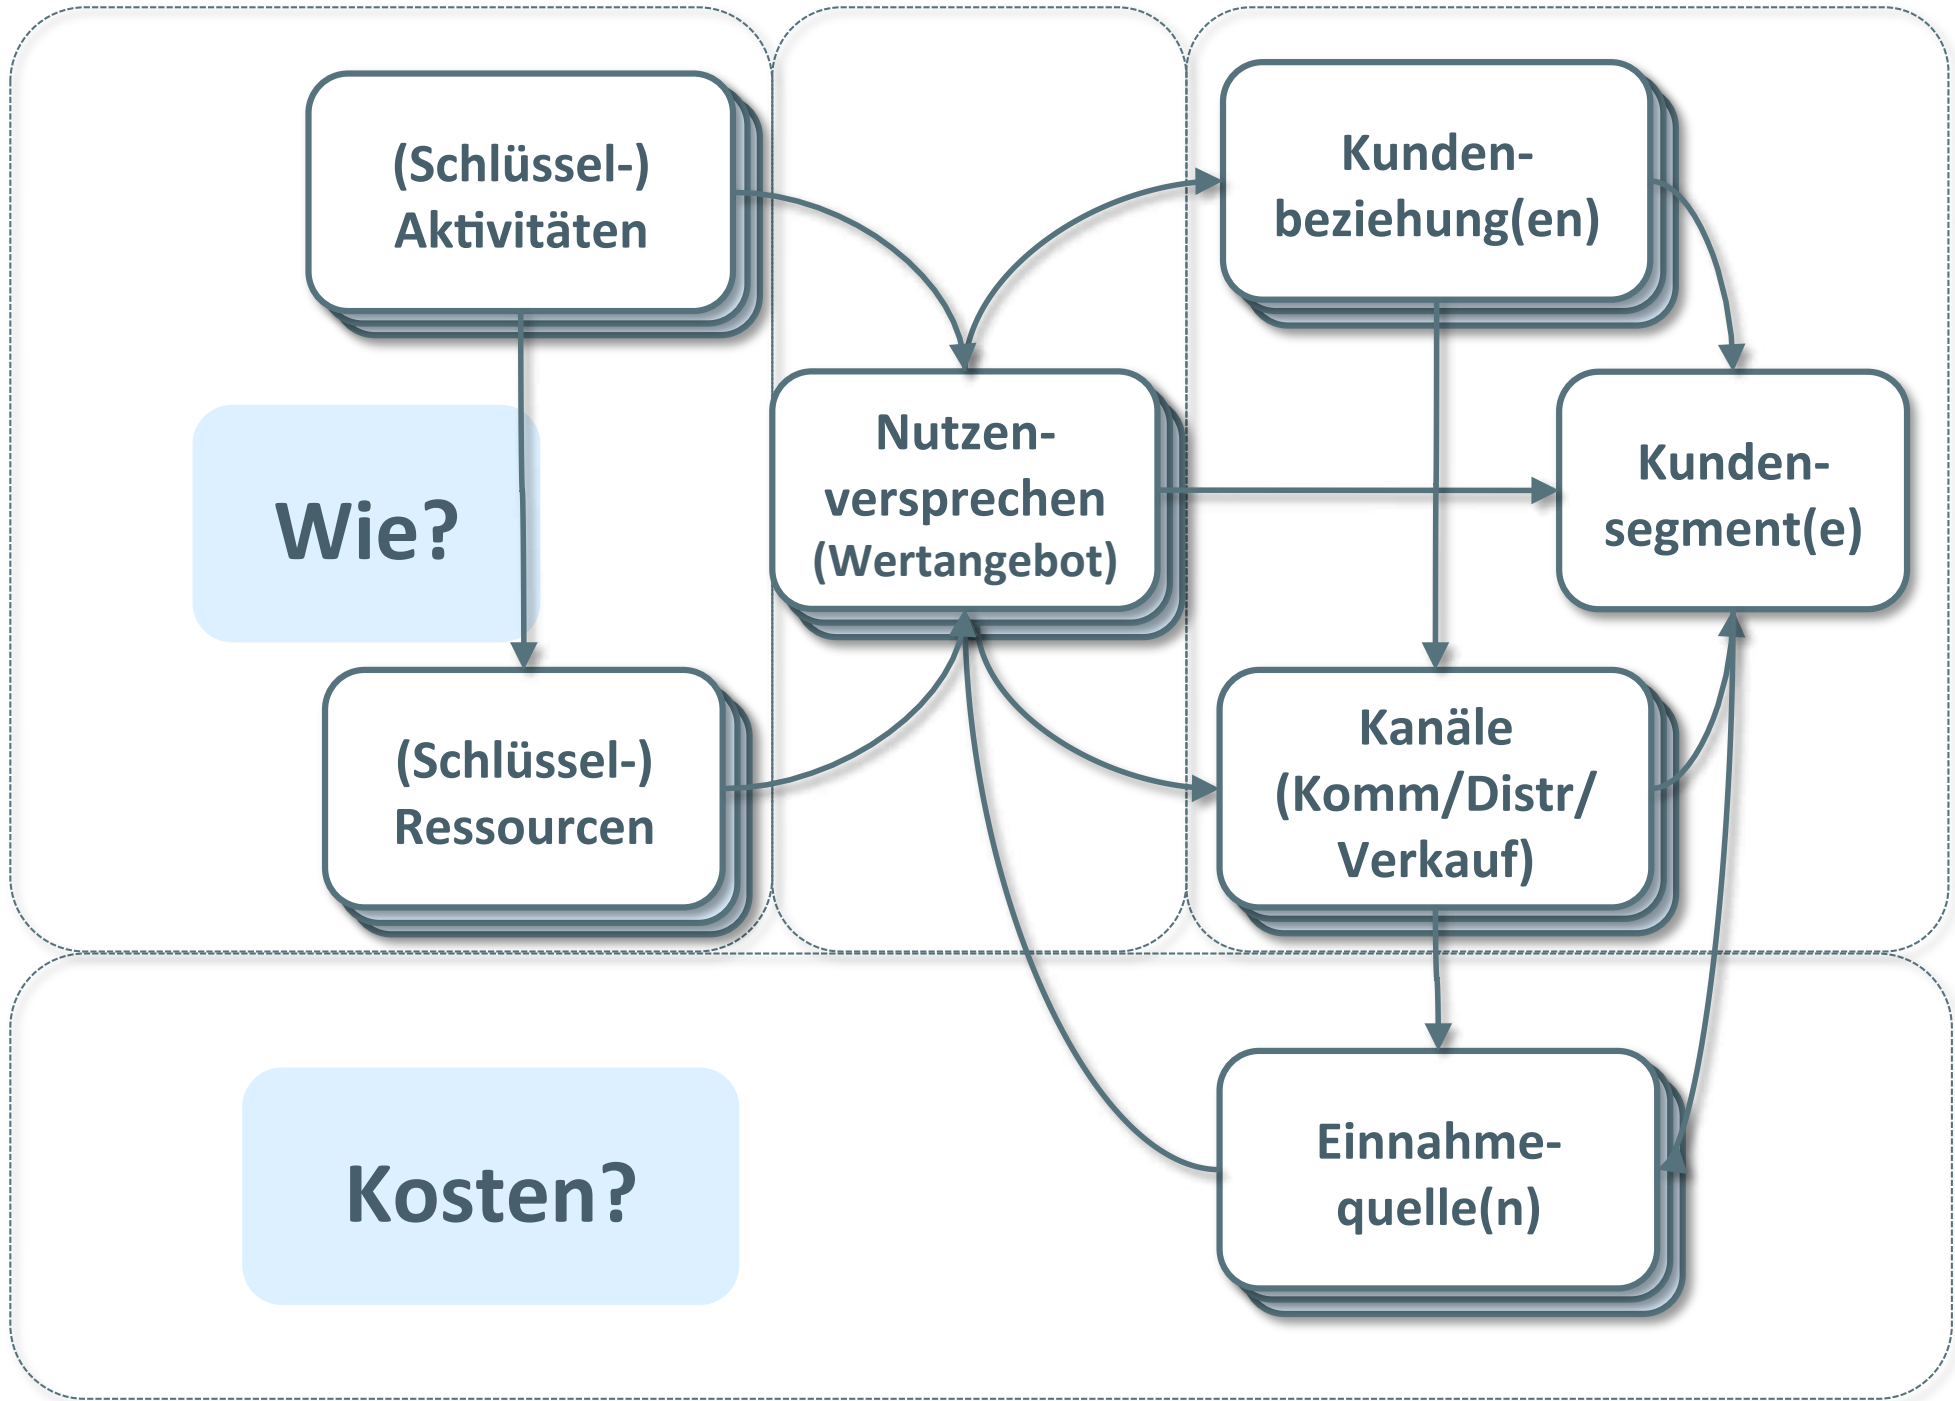 (Schlüssel-)
Aktivitäten
Kunden-
beziehung(en)
Nutzen-
versprechen
(Wertangebot)
Kunden-
segment(e)
Wie?
(Schlüssel-)
Ressourcen
Kanäle
(Komm/Distr/
Verkauf)
Einnahme-
quelle(n)
Kosten?